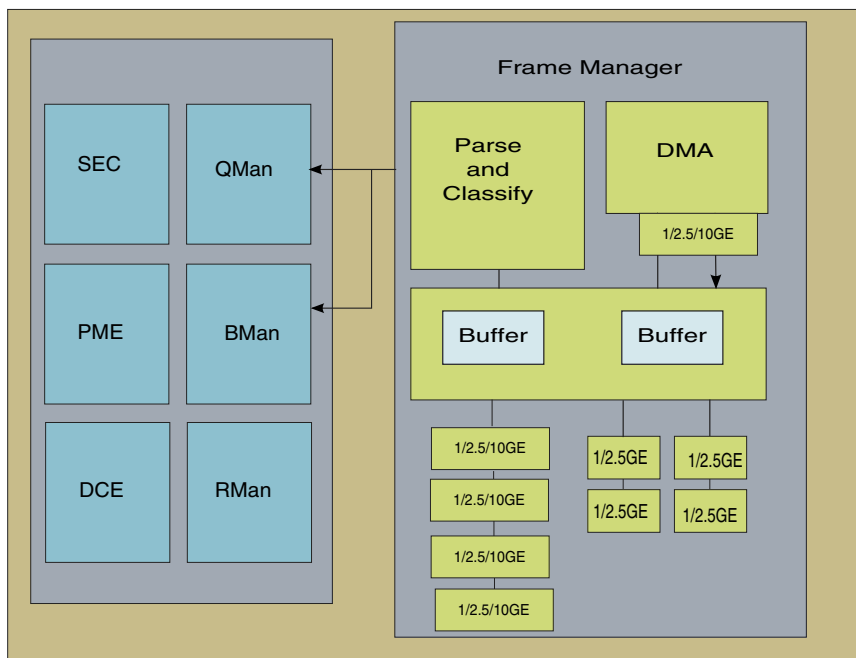 Frame Manager
SEC
QMan
PME
BMan
DCE
RMan
Parse
and
Classify
DMA
1/2.5/10GE
Buffer
Buffer
1/2.5/10GE
1/2.5/10GE
1/2.5/10GE
1/2.5/10GE
1/2.5GE
1/2.5GE
1/2.5GE
1/2.5GE